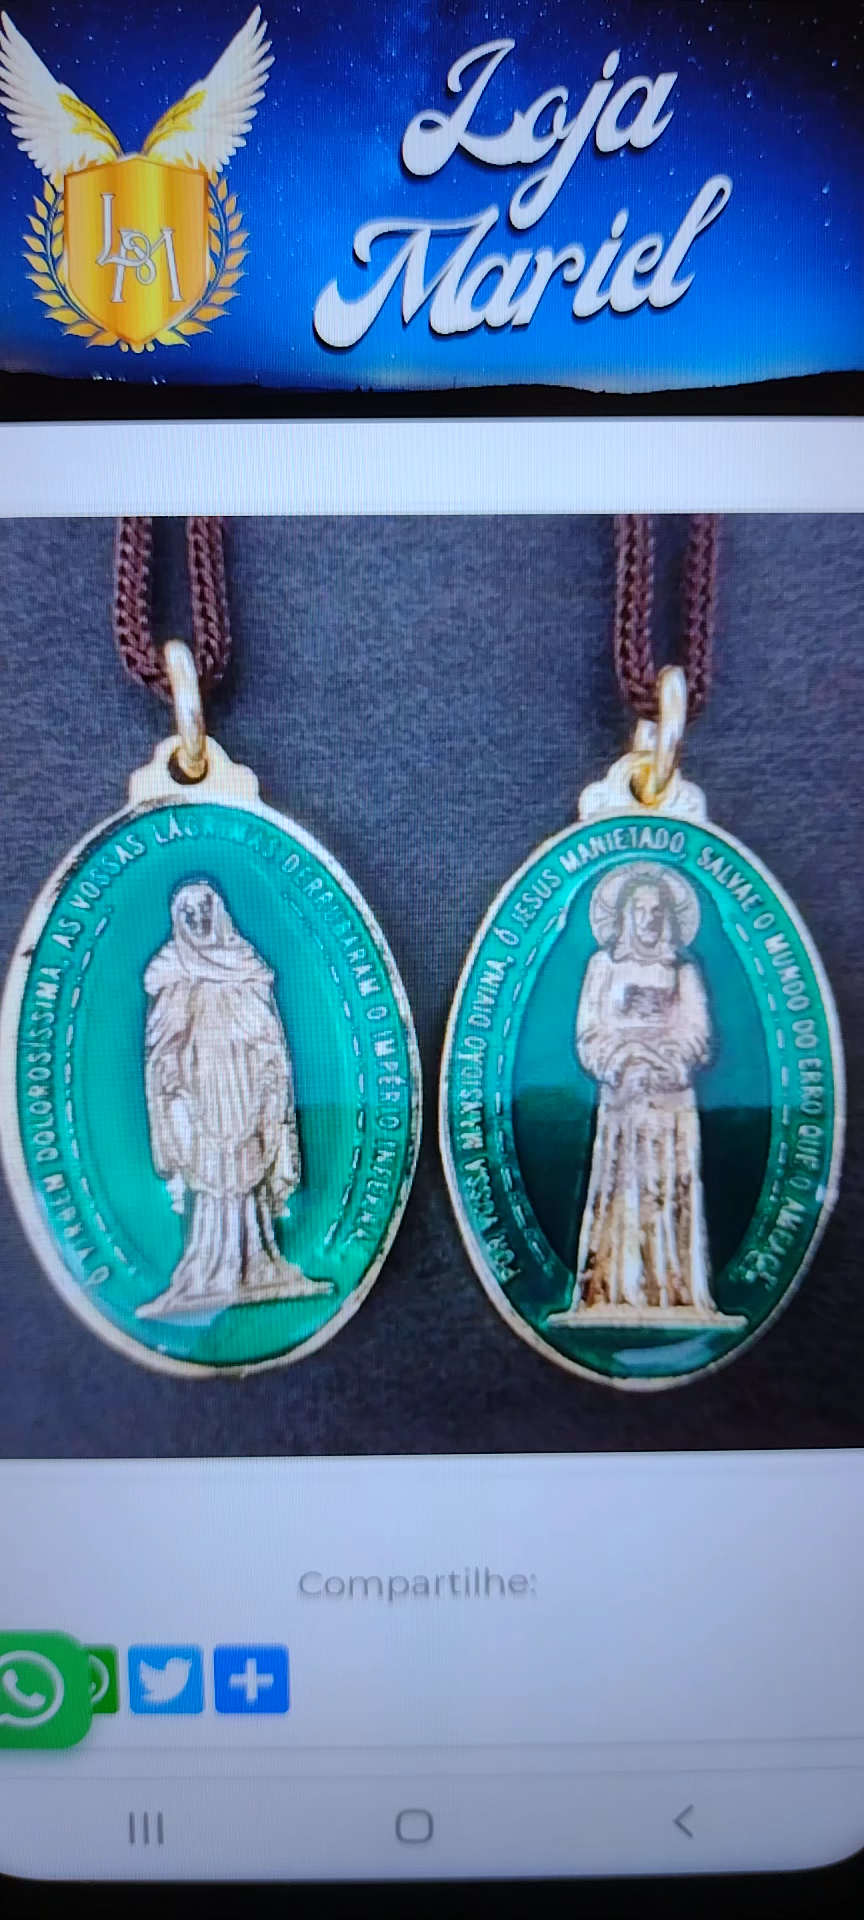 Loja
Mariel
LM
Ó VIRGEM DOLOROSÍSSIMA, AS VOSSAS LÁGRIMAS DERRUBARAM O IMPÉRIO INFERNAL
POR VOSSA MANSIDÃO DIVINA, Ó JESUS MANIETADO, SALVAE O MUNDO DO ERRO QUE O AMEAÇA!
Compartilhe: